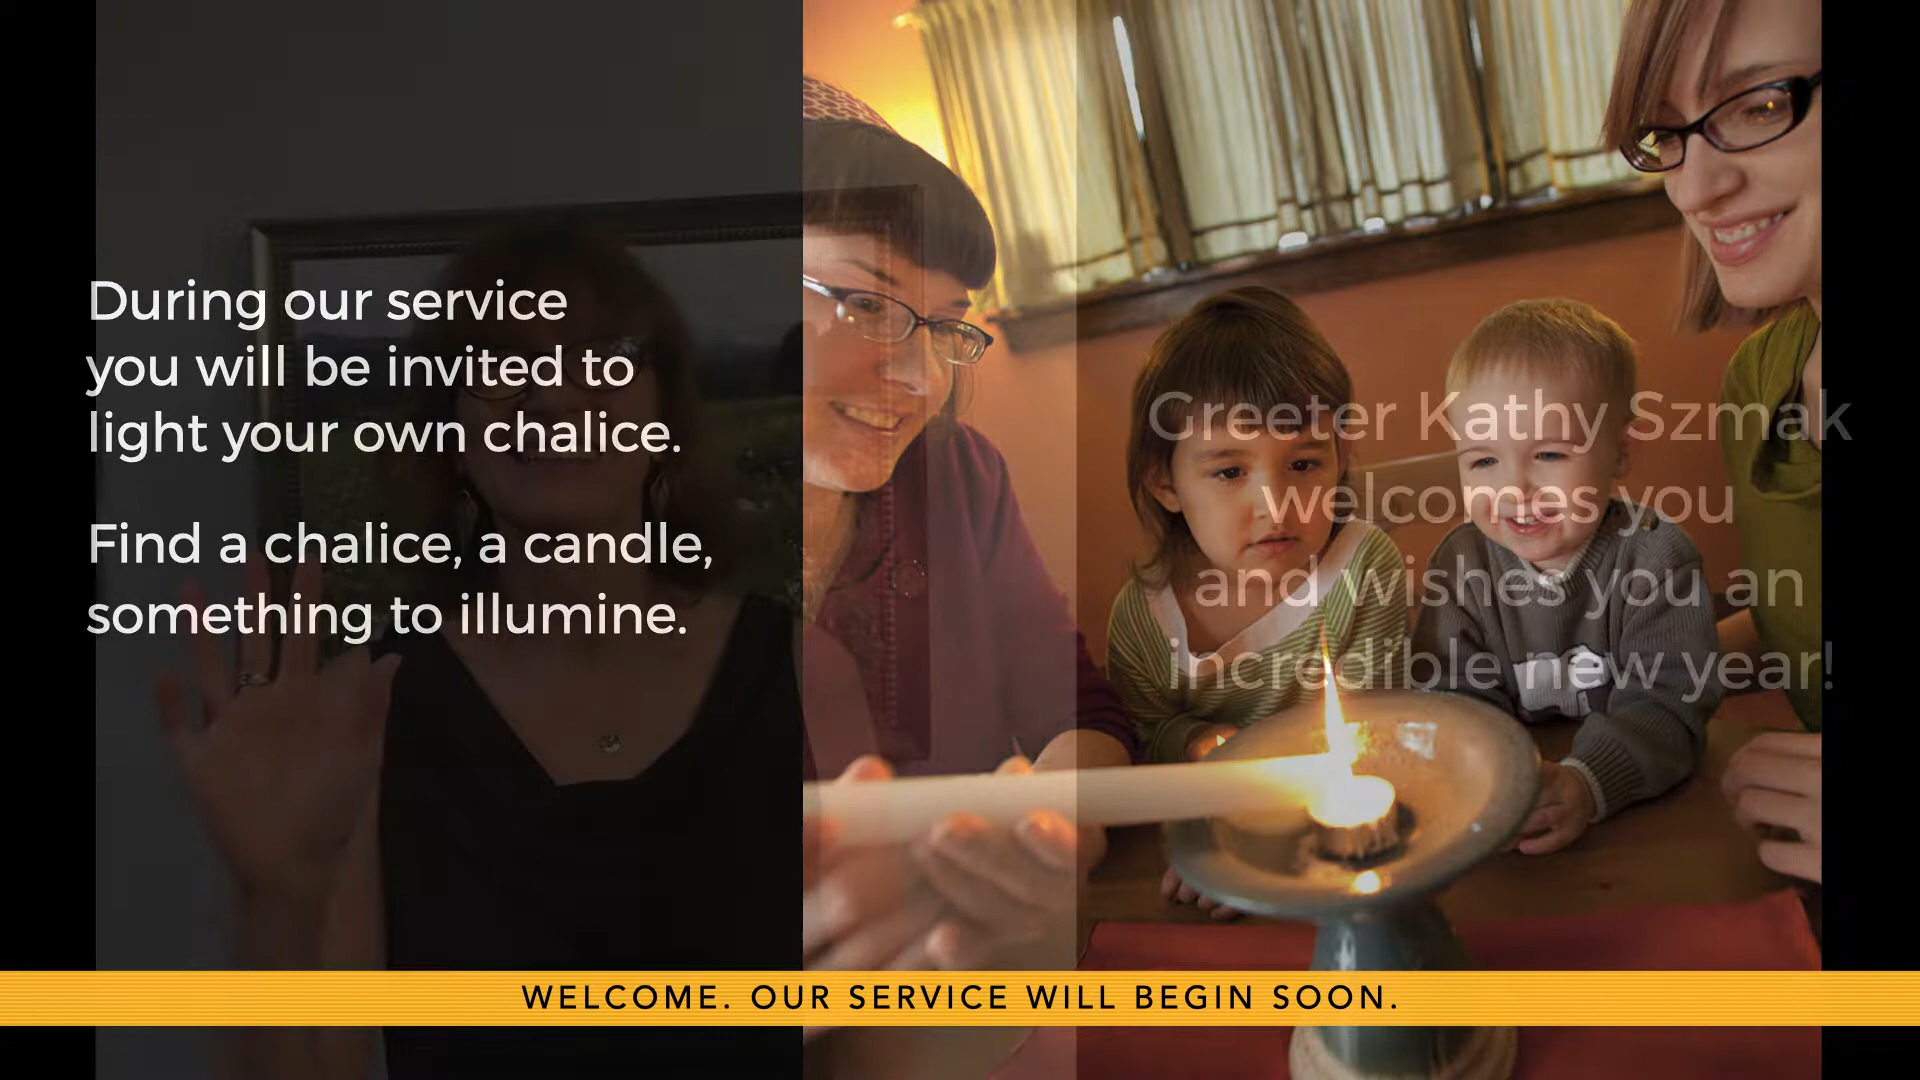 During our service
you will be invited to
light your own chalice.
Find a chalice, a candle,
something to illumine.
Greeter Kathy Szmak
welcomes you
and wishes you an
incredible new year!
WELCOME. OUR SERVICE WILL BEGIN SOON.